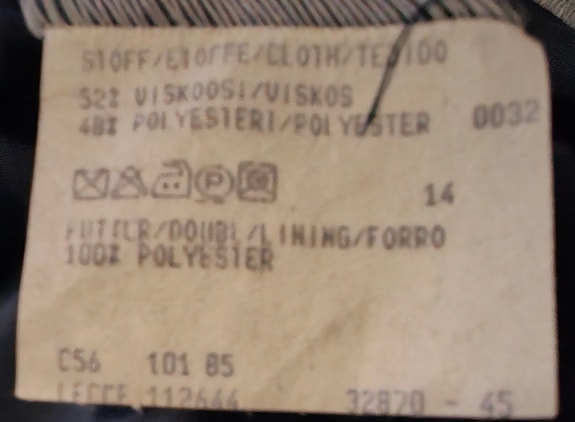 STOFF/ETOFFE/CLOTH/TEJIDO
52% VISKOOSI/VISKOS
48% POLYESTERI/POLYESTER 0032
P
14
FUTTER/DOUBL/LINING/FORRO
100% POLYESTER
C56 101 85
LECCE 112644 32820 - 45